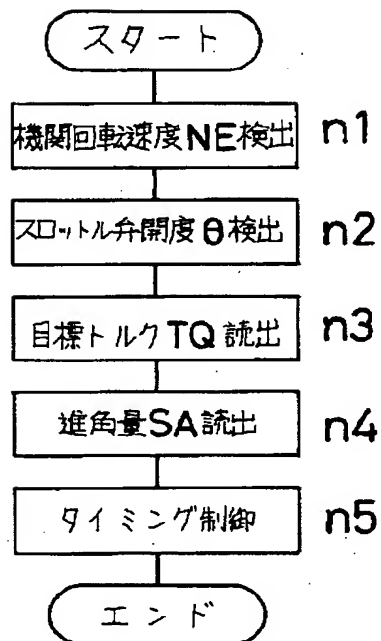 スタート
機関回転速度NE検出 n1
スロットル弁開度θ検出 n2
目標トルクTQ読出 n3
進角量SA読出 n4
タイミング制御 n5
エンド